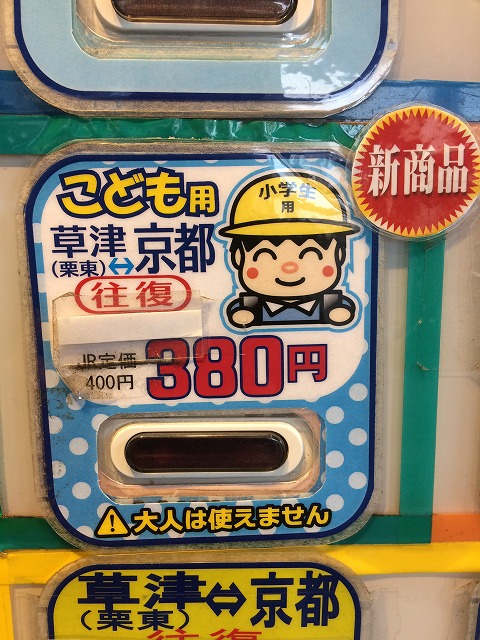 こども用
小学生
用
新商品
草津⇔京都
(栗東)
往復
JR定価
400円
380円
大人は使えません
草津⇔京都
(栗東)
往復